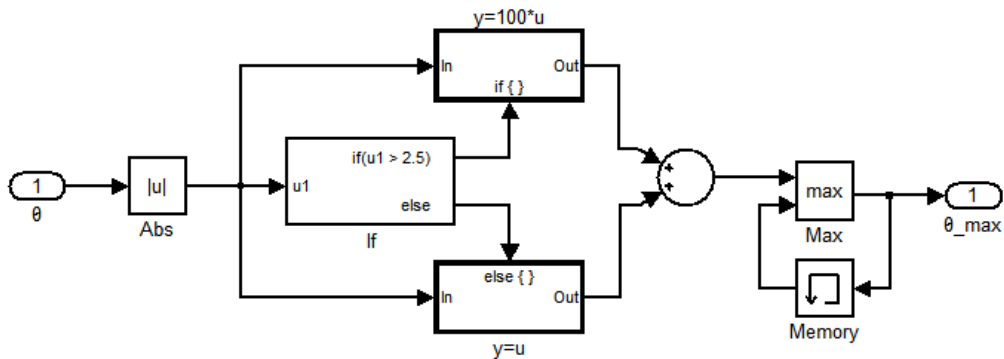 y=100*u
In
Out
if { }
1
θ
|u|
Abs
u1
if(u1 > 2.5)
else
If
else { }
In
Out
y=u
+
+
max
Max
Memory
1
θ_max